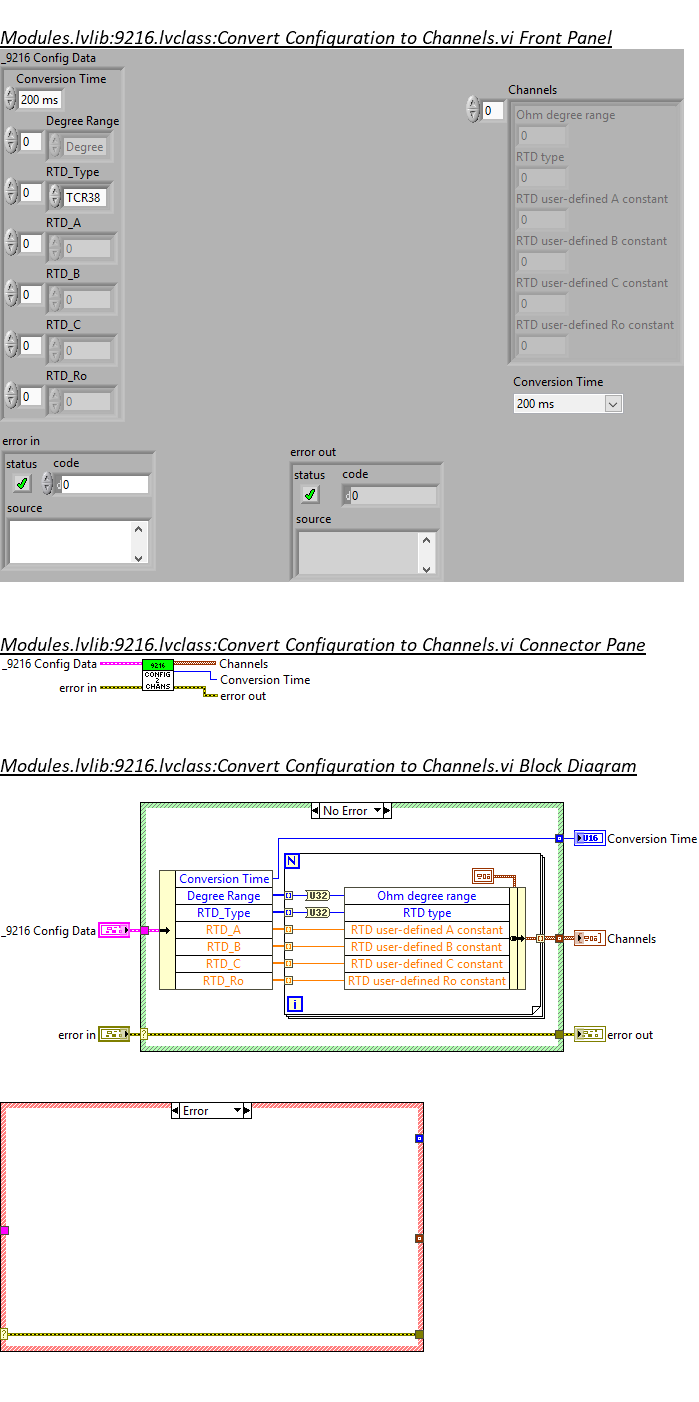 Modules.lvlib:9216.lvclass:Convert Configuration to Channels.vi Front Panel
_9216 Config Data
Conversion Time
200 ms
Degree Range
0
Degree
RTD_Type
0
TCR38
RTD_A
0
0
RTD_B
0
0
RTD_C
0
0
RTD_Ro
0
0
Channels
0
Ohm degree range
0
RTD type
0
RTD user-defined A constant
0
RTD user-defined B constant
0
RTD user-defined C constant
0
RTD user-defined Ro constant
0
Conversion Time
200 ms
error in
status code
d0
source
error out
status code
d0
source
Modules.lvlib:9216.lvclass:Convert Configuration to Channels.vi Connector Pane
_9216 Config Data
error in
9216
CONFIG
2
CHANS
Channels
Conversion Time
error out
Modules.lvlib:9216.lvclass:Convert Configuration to Channels.vi Block Diagram
No Error
U16
Conversion Time
N
Conversion Time
Degree Range
U32
Ohm degree range
RTD_Type
U32
RTD type
_9216 Config Data
RTD_A
RTD user-defined A constant
Channels
RTD_B
RTD user-defined B constant
RTD_C
RTD user-defined C constant
RTD_Ro
RTD user-defined Ro constant
i
error in
?
error out
Error
?